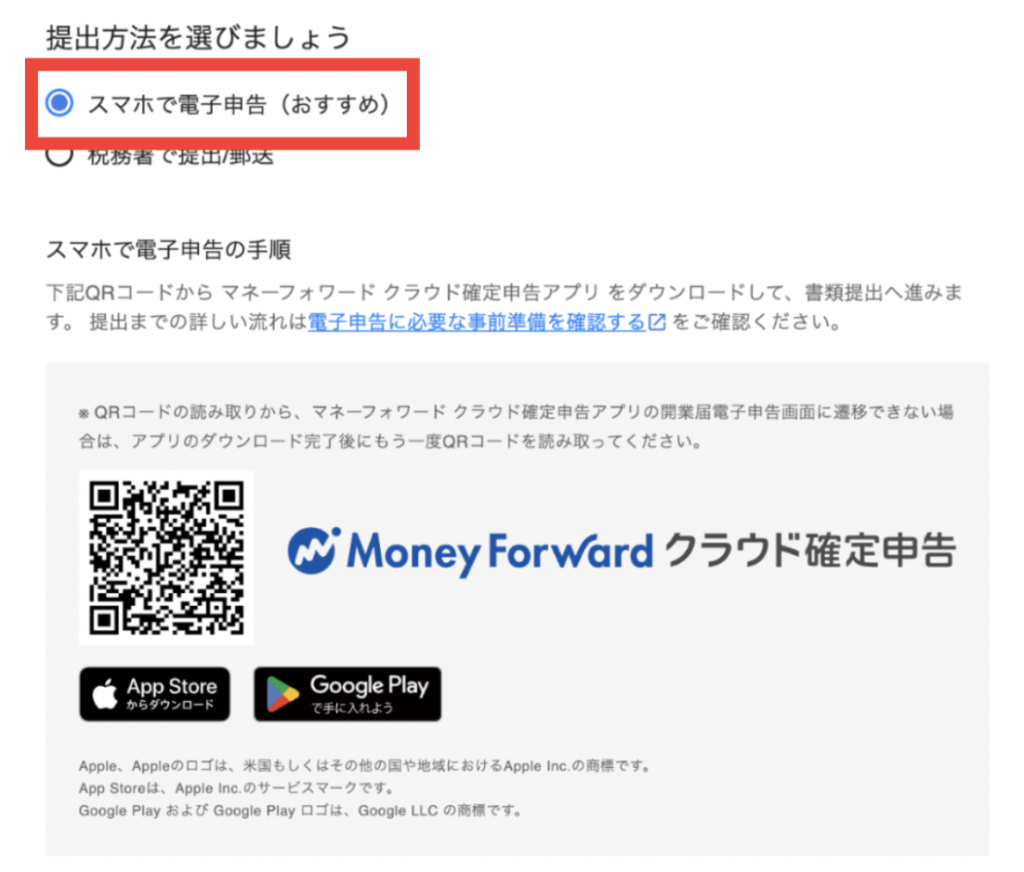 提出方法を選びましょう
スマホで電子申告（おすすめ）
税務署で提出/郵送
スマホで電子申告の手順
下記QRコードから マネーフォワード クラウド確定申告アプリ をダウンロードして、書類提出へ進みま
す。 提出までの詳しい流れは電子申告に必要な事前準備を確認する をご確認ください。
※ QRコードの読み取りから、マネーフォワード クラウド確定申告アプリの開業届電子申告画面に遷移できない場
合は、アプリのダウンロード完了後にもう一度QRコードを読み取ってください。
Money Forward クラウド確定申告
App Store
からダウンロード
Google Play
で手に入れよう
Apple、Appleのロゴは、米国もしくはその他の国や地域におけるApple Inc.の商標です。
App Storeは、Apple Inc.のサービスマークです。
Google Play および Google Play ロゴは、Google LLC の商標です。